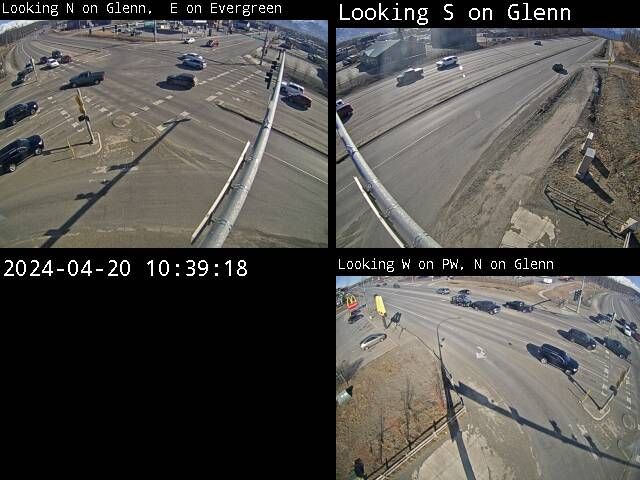 Looking N on Glenn,  E on Evergreen
Looking S on Glenn
2024-04-20 10:39:18
Looking W on PW, N on Glenn